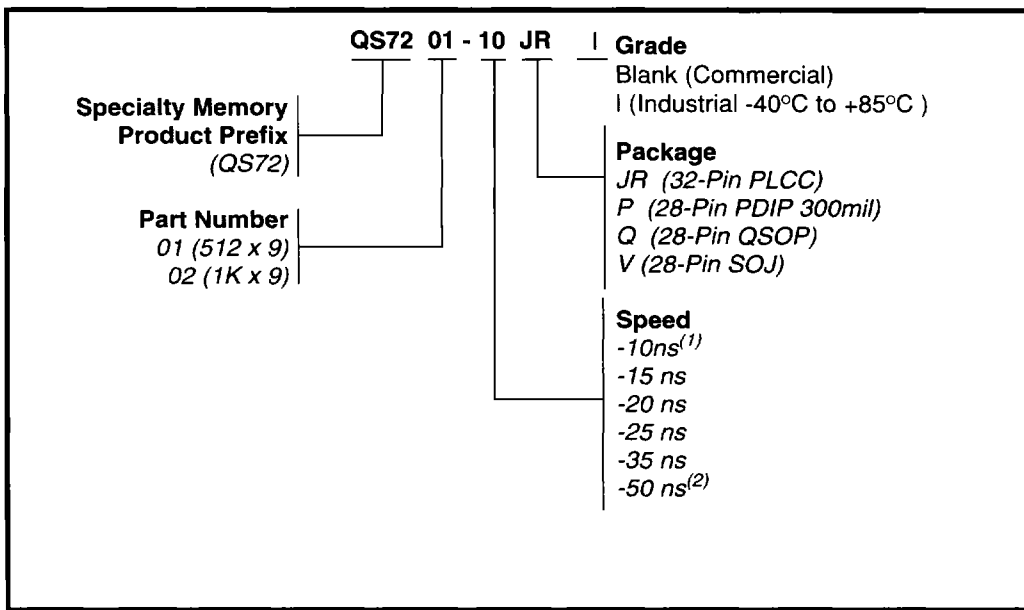 QS72 01 - 10 JR I
Grade
Blank (Commercial)
I (Industrial -40°C to +85°C )
Specialty Memory
Product Prefix
(QS72)
Package
JR (32-Pin PLCC)
P (28-Pin PDIP 300mil)
Q (28-Pin QSOP)
V (28-Pin SOJ)
Part Number
01 (512 x 9)
02 (1K x 9)
Speed
-10ns(1)
-15 ns
-20 ns
-25 ns
-35 ns
-50 ns(2)